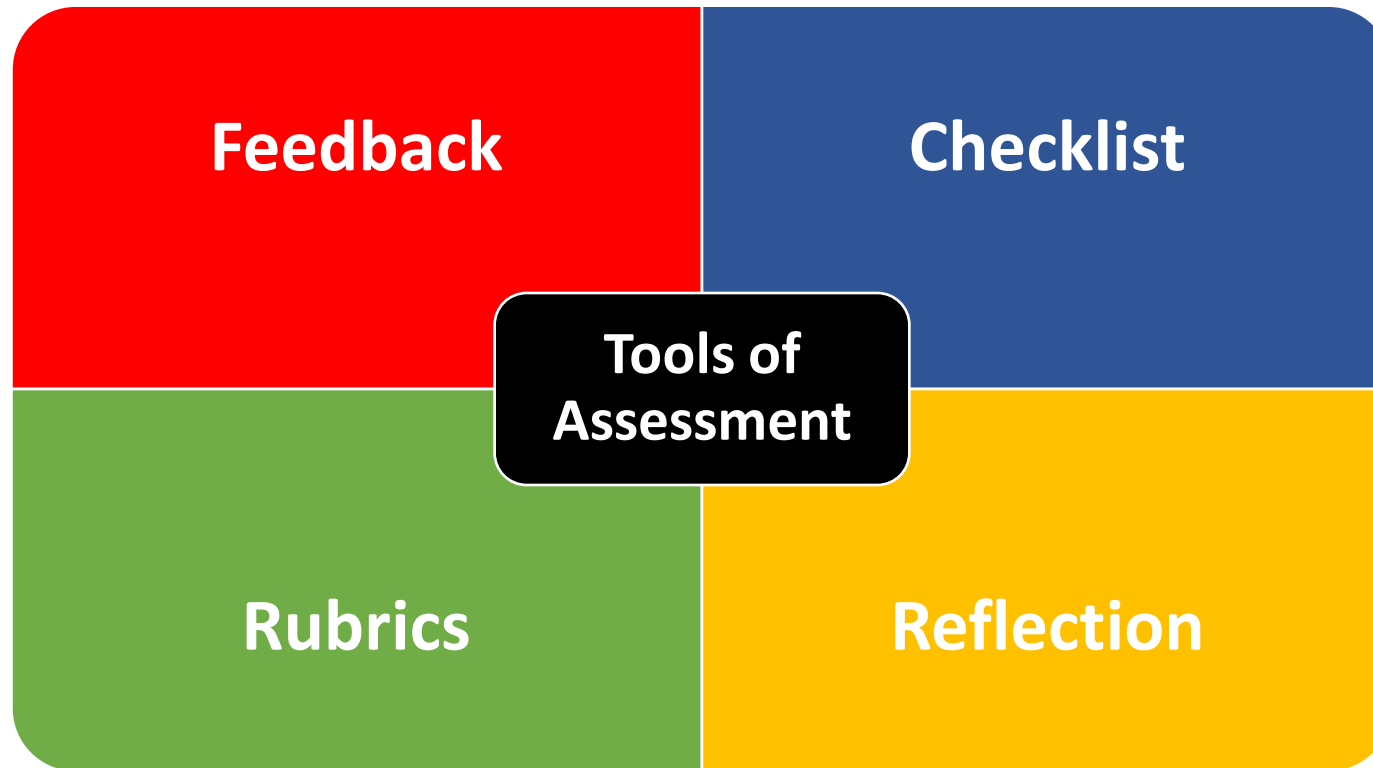 Feedback
Checklist
Tools of
Assessment
Rubrics
Reflection